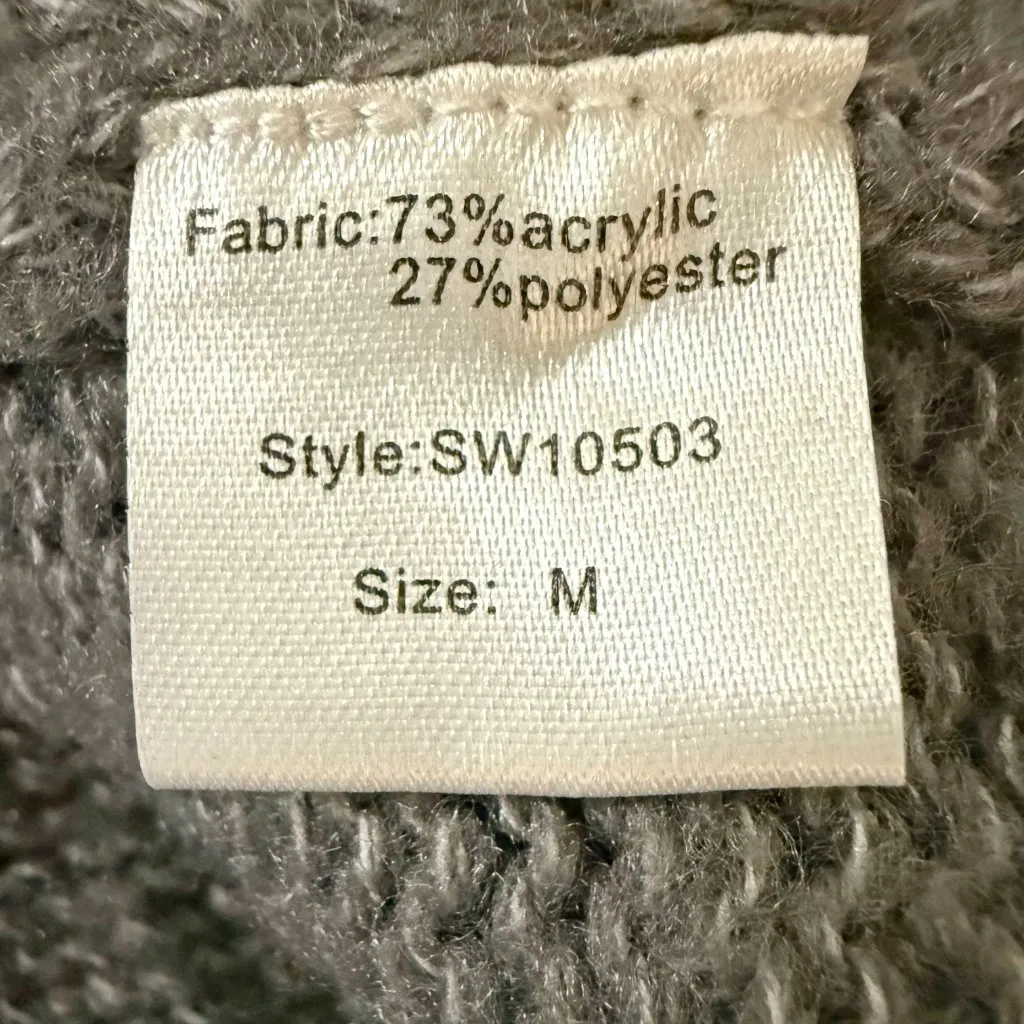 Fabric:73%acrylic
27%polyester
Style:SW10503
Size: M